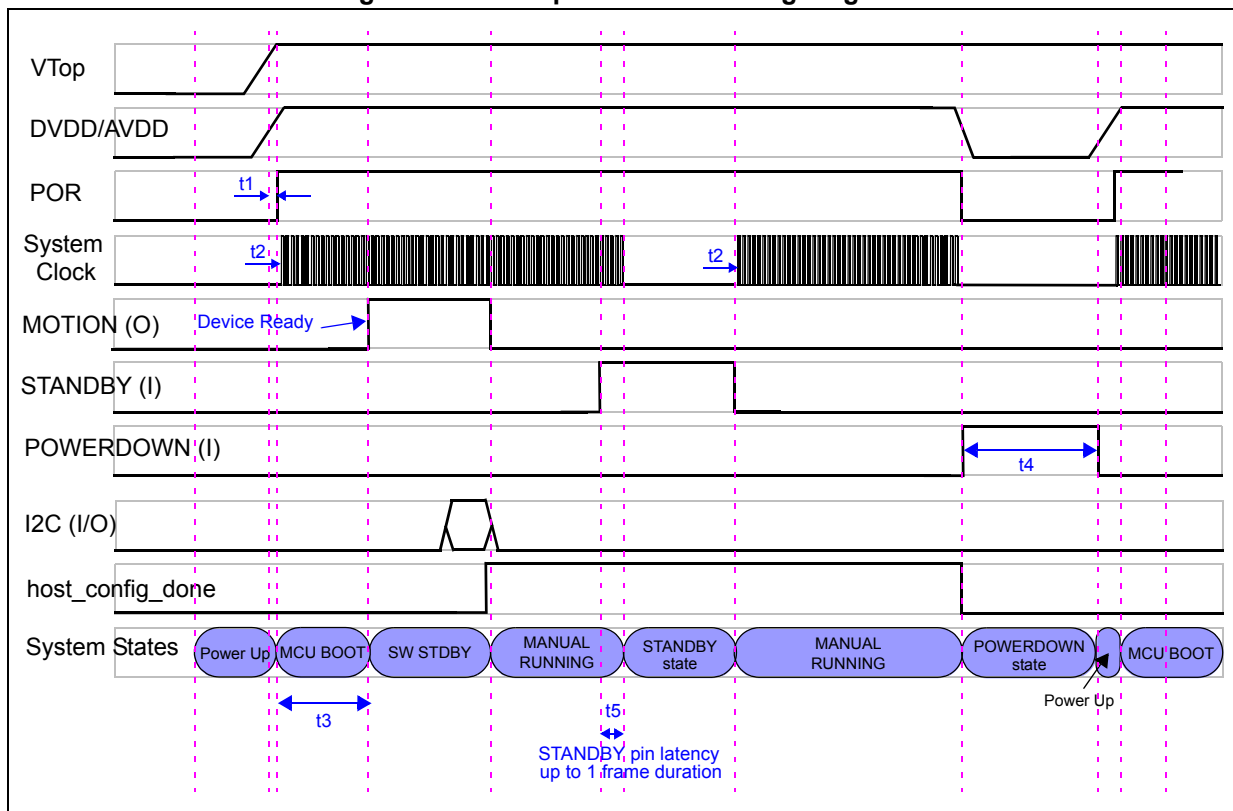 VTop
DVDD/AVDD
t1
POR
System
Clock
t2
t2
Device Ready
MOTION (O)
STANDBY (I)
POWERDOWN (I)
t4
I2C (I/O)
host_config_done
System States
Power Up
MCU BOOT
SW STDBY
MANUAL
RUNNING
STANDBY
state
MANUAL
RUNNING
POWERDOWN
state
MCU BOOT
Power Up
t3
t5
STANDBY pin latency
up to 1 frame duration